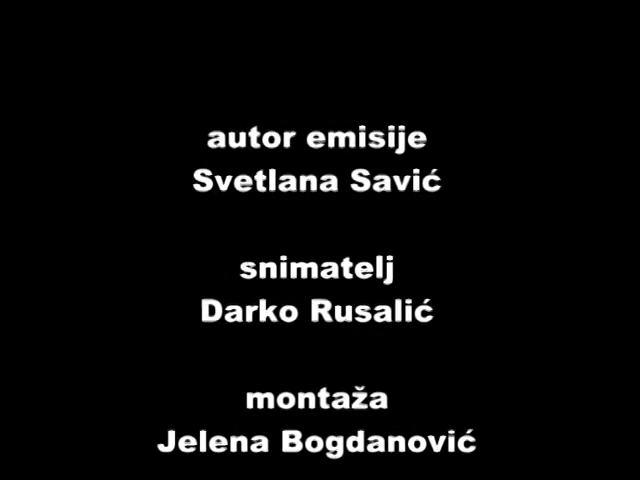 autor emisije
Svetlana Savić
snimatelj
Darko Rusalić
montaža
Jelena Bogdanović